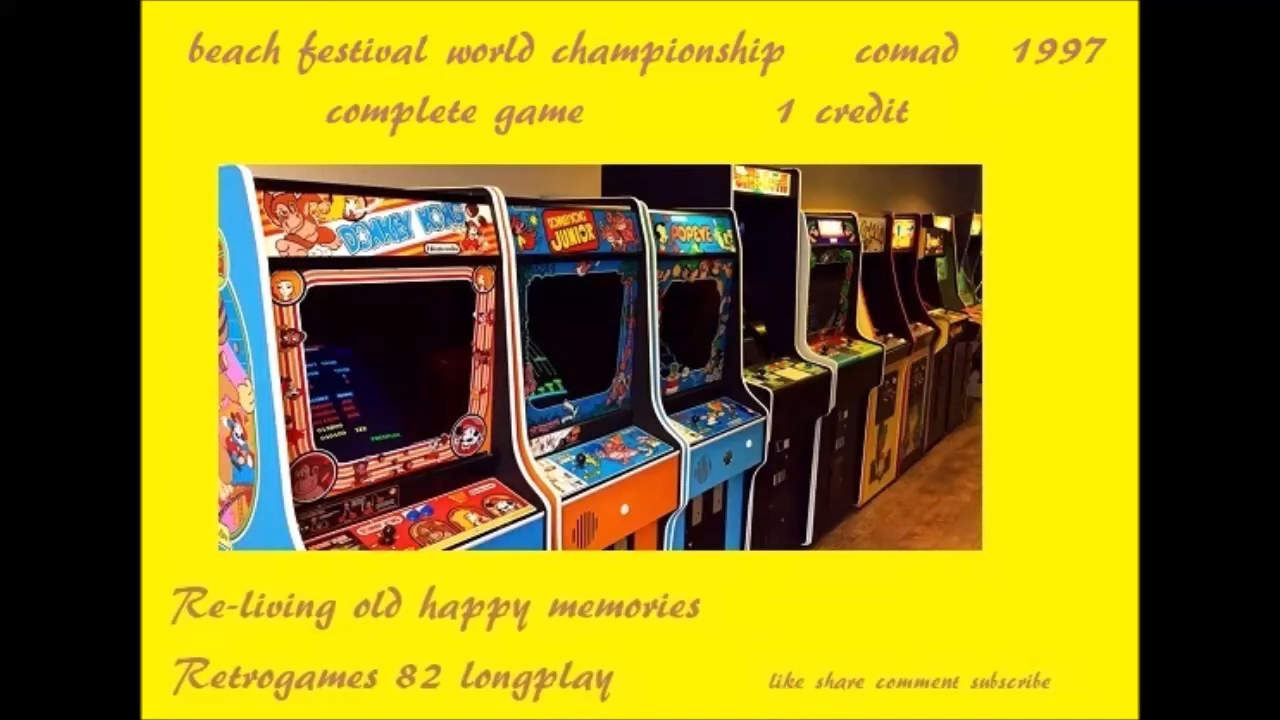 beach festival world championship comad 1997
complete game 1 credit
DONKEY KONG
Nintendo
DONKEY KONG
JUNIOR
POPEYE
Re-living old happy memories
Retrogames 82 longplay
like share comment subscribe